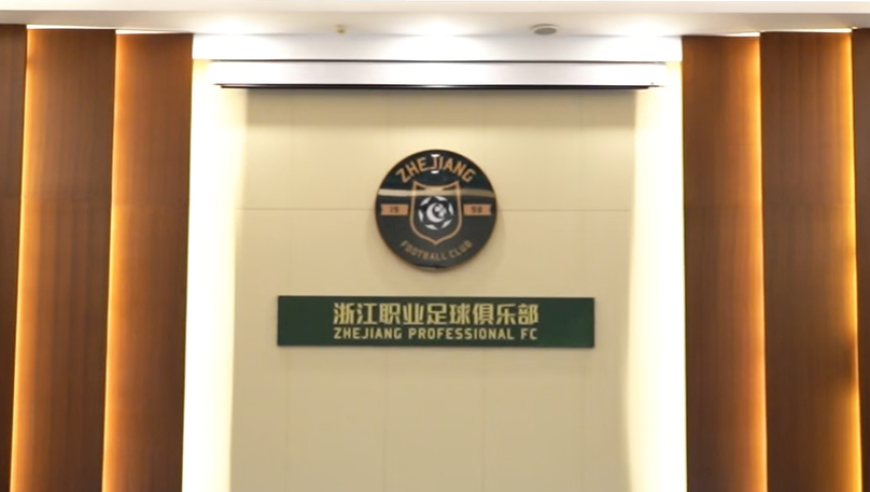 ZHEJIANG
19 98
FOOTBALL CLUB
浙江职业足球俱乐部
ZHEJIANG PROFESSIONAL FC